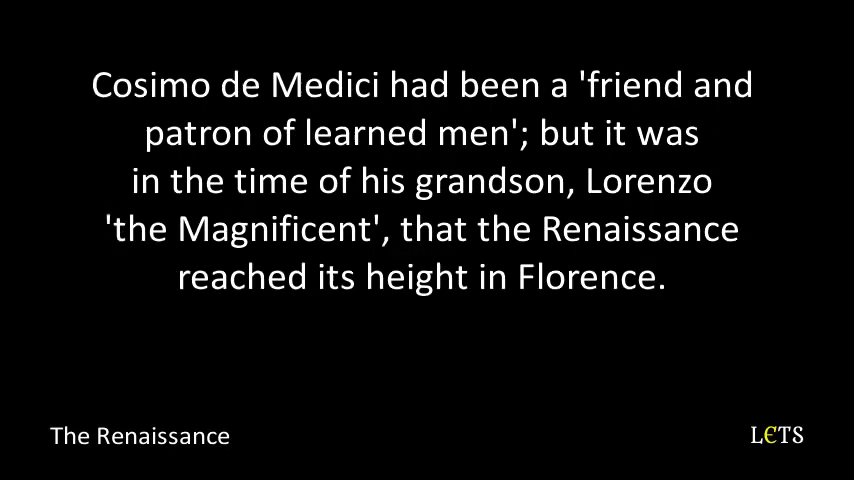 Cosimo de Medici had been a 'friend and
patron of learned men'; but it was
in the time of his grandson, Lorenzo
'the Magnificent', that the Renaissance
reached its height in Florence.
The Renaissance
LЄTS